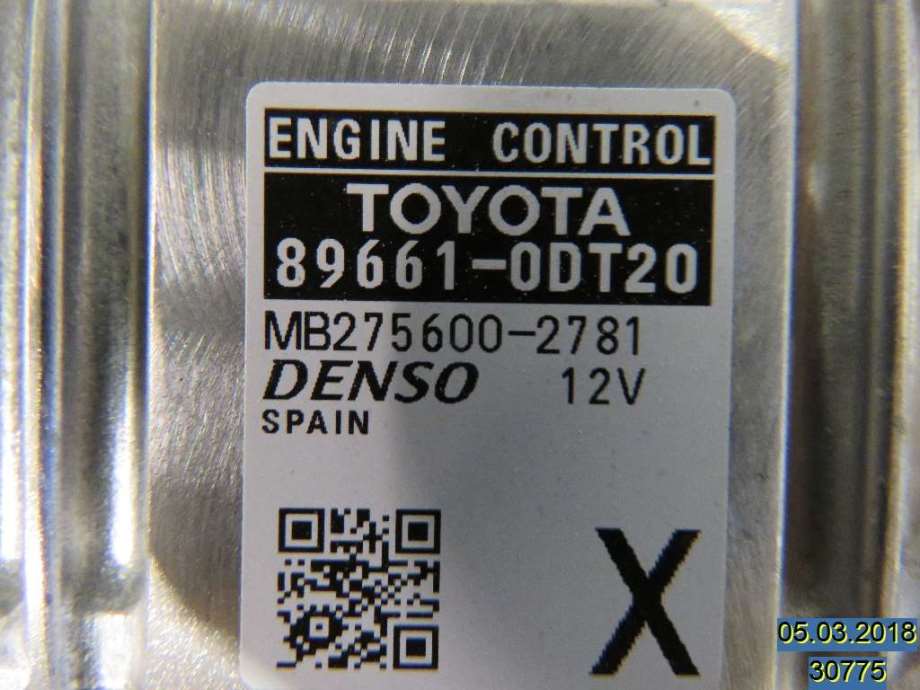 ENGINE CONTROL
TOYOTA
89661-0DT20
MB275600-2781
DENSO 12V
SPAIN
X
05.03.2018
30775